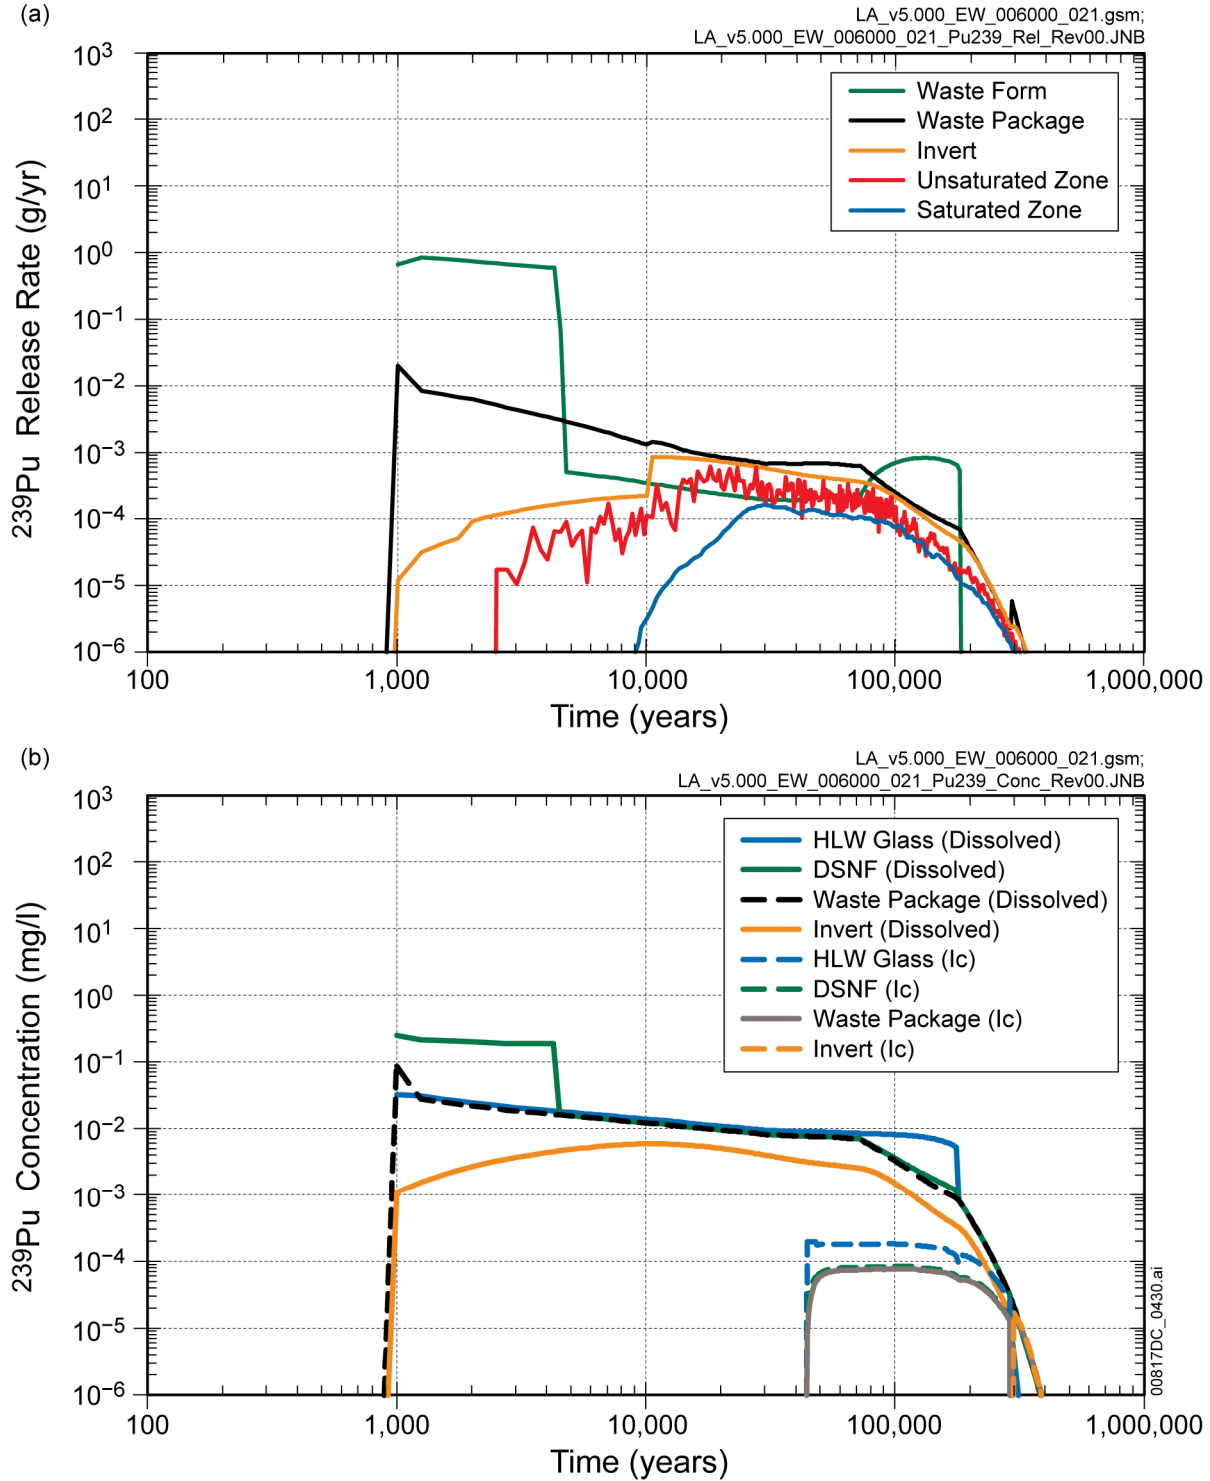 (a)
LA_v5.000_EW_006000_021.gsm;
LA_v5.000_EW_006000_021_Pu239_Rel_Rev00.JNB
²³⁹Pu Release Rate (g/yr)
10³
10²
10¹
10⁰
10⁻¹
10⁻²
10⁻³
10⁻⁴
10⁻⁵
10⁻⁶
Waste Form
Waste Package
Invert
Unsaturated Zone
Saturated Zone
100 1,000 10,000 100,000 1,000,000
Time (years)
(b)
LA_v5.000_EW_006000_021.gsm;
LA_v5.000_EW_006000_021_Pu239_Conc_Rev00.JNB
²³⁹Pu Concentration (mg/l)
10³
10²
10¹
10⁰
10⁻¹
10⁻²
10⁻³
10⁻⁴
10⁻⁵
10⁻⁶
HLW Glass (Dissolved)
DSNF (Dissolved)
Waste Package (Dissolved)
Invert (Dissolved)
HLW Glass (Ic)
DSNF (Ic)
Waste Package (Ic)
Invert (Ic)
00817DC_0430.ai
100 1,000 10,000 100,000 1,000,000
Time (years)